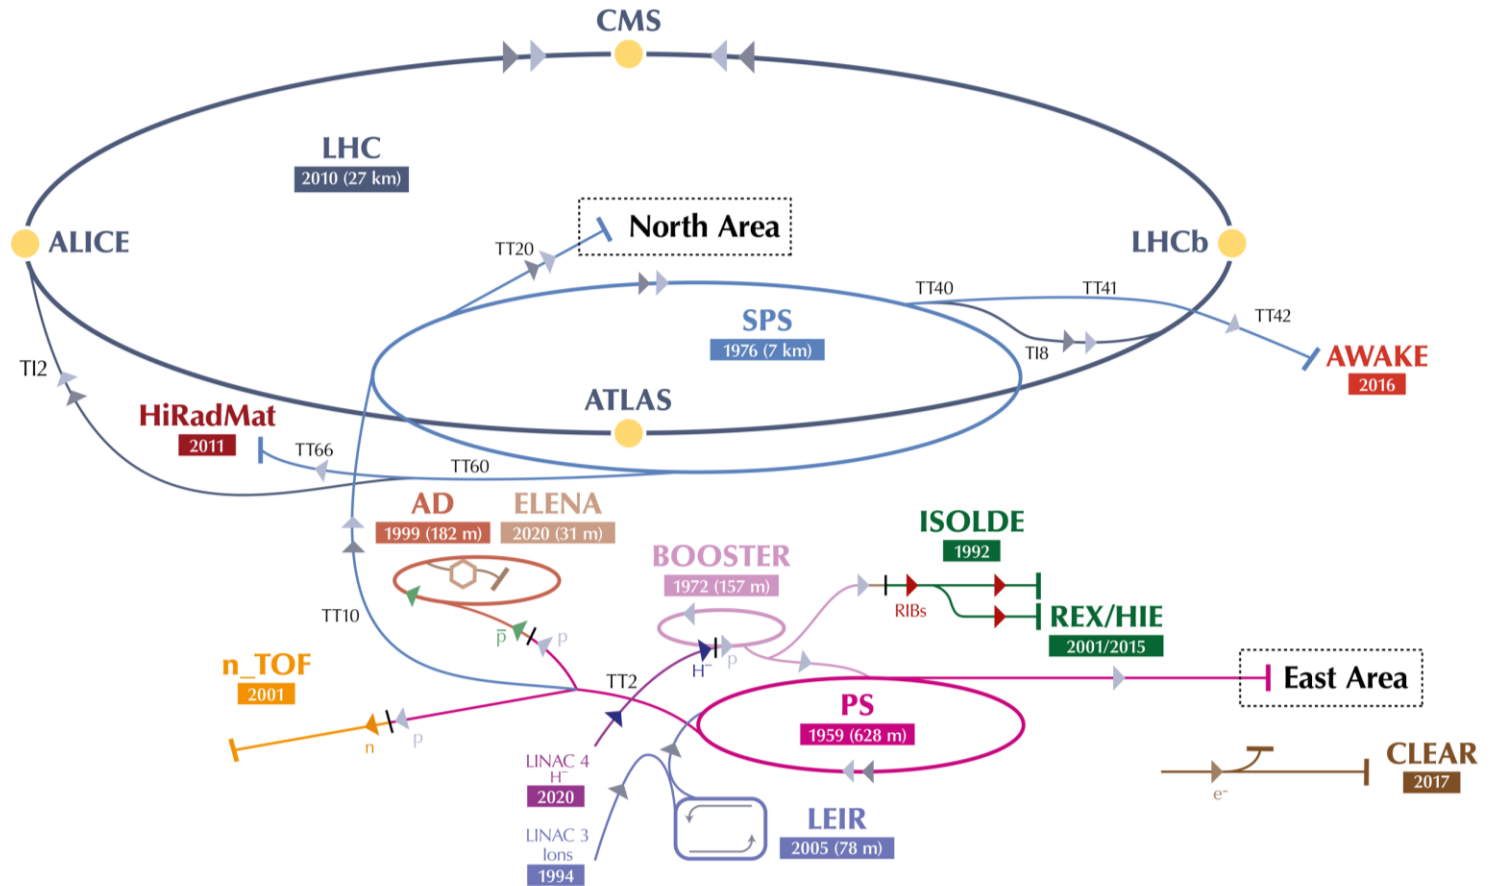 CMS
LHC
2010 (27 km)
North Area
TT20
ALICE
LHCb
TT40
TT41
TT42
SPS
1976 (7 km)
TI8
AWAKE
2016
TI2
ATLAS
HiRadMat
2011
TT66
TT60
AD
1999 (182 m)
ELENA
2020 (31 m)
ISOLDE
1992
BOOSTER
1972 (157 m)
RIBs
REX/HIE
2001/2015
TT10
p̅
p
H⁻
p
n_TOF
2001
TT2
East Area
PS
1959 (628 m)
n
p
LINAC 4
H⁻
2020
CLEAR
2017
e-
LEIR
2005 (78 m)
LINAC 3
Ions
1994